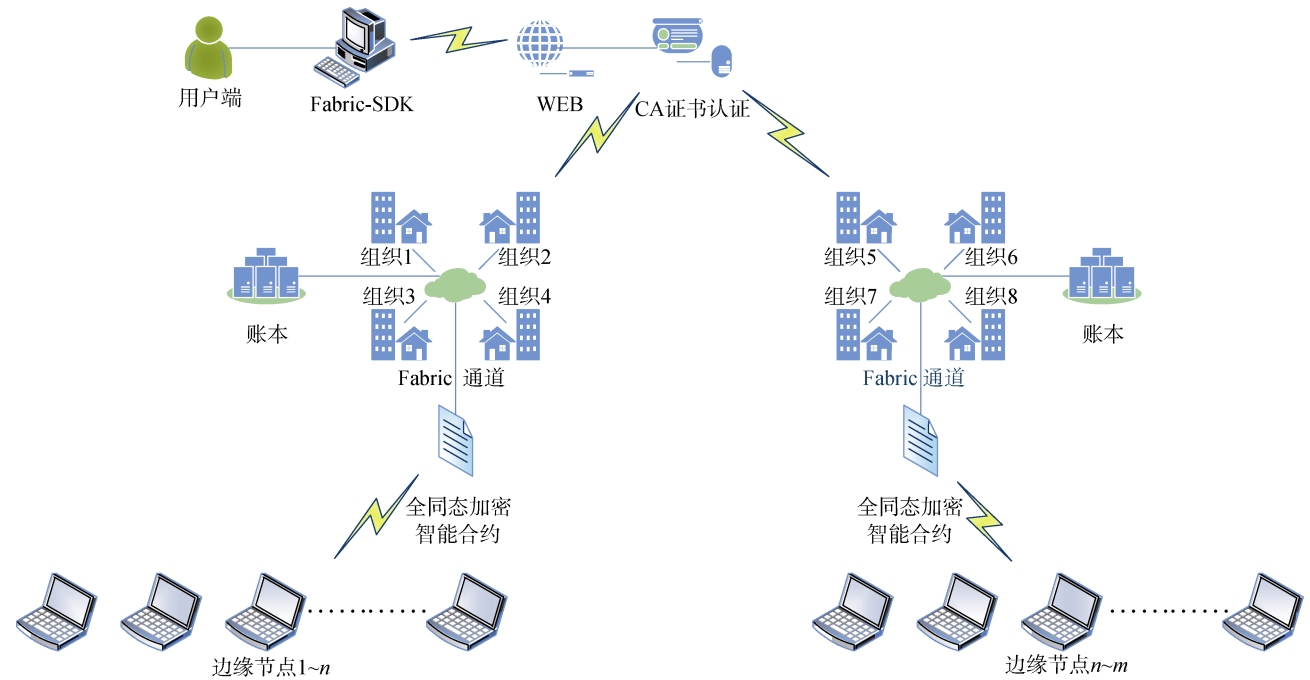 用户端
Fabric-SDK
WEB
CA证书认证
组织1
组织2
组织5
组织6
组织3
组织4
组织7
组织8
账本
账本
Fabric 通道
Fabric 通道
全同态加密
智能合约
全同态加密
智能合约
············
············
边缘节点1~n
边缘节点n~m